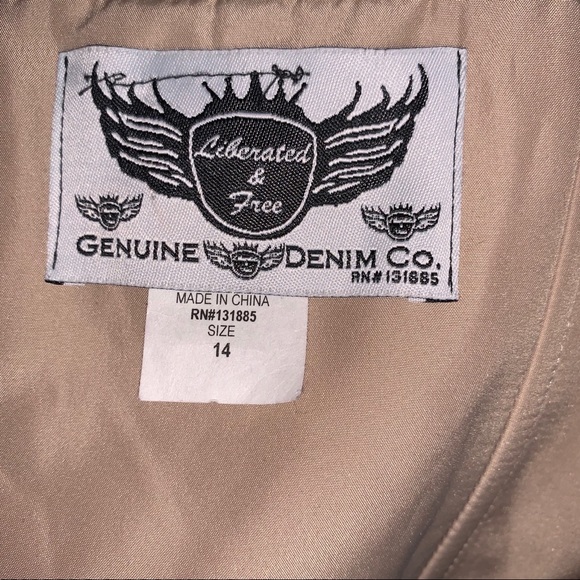 Liberated
&
Free
GENUINE DENIM CO.
RN#131885
MADE IN CHINA
RN#131885
SIZE
14